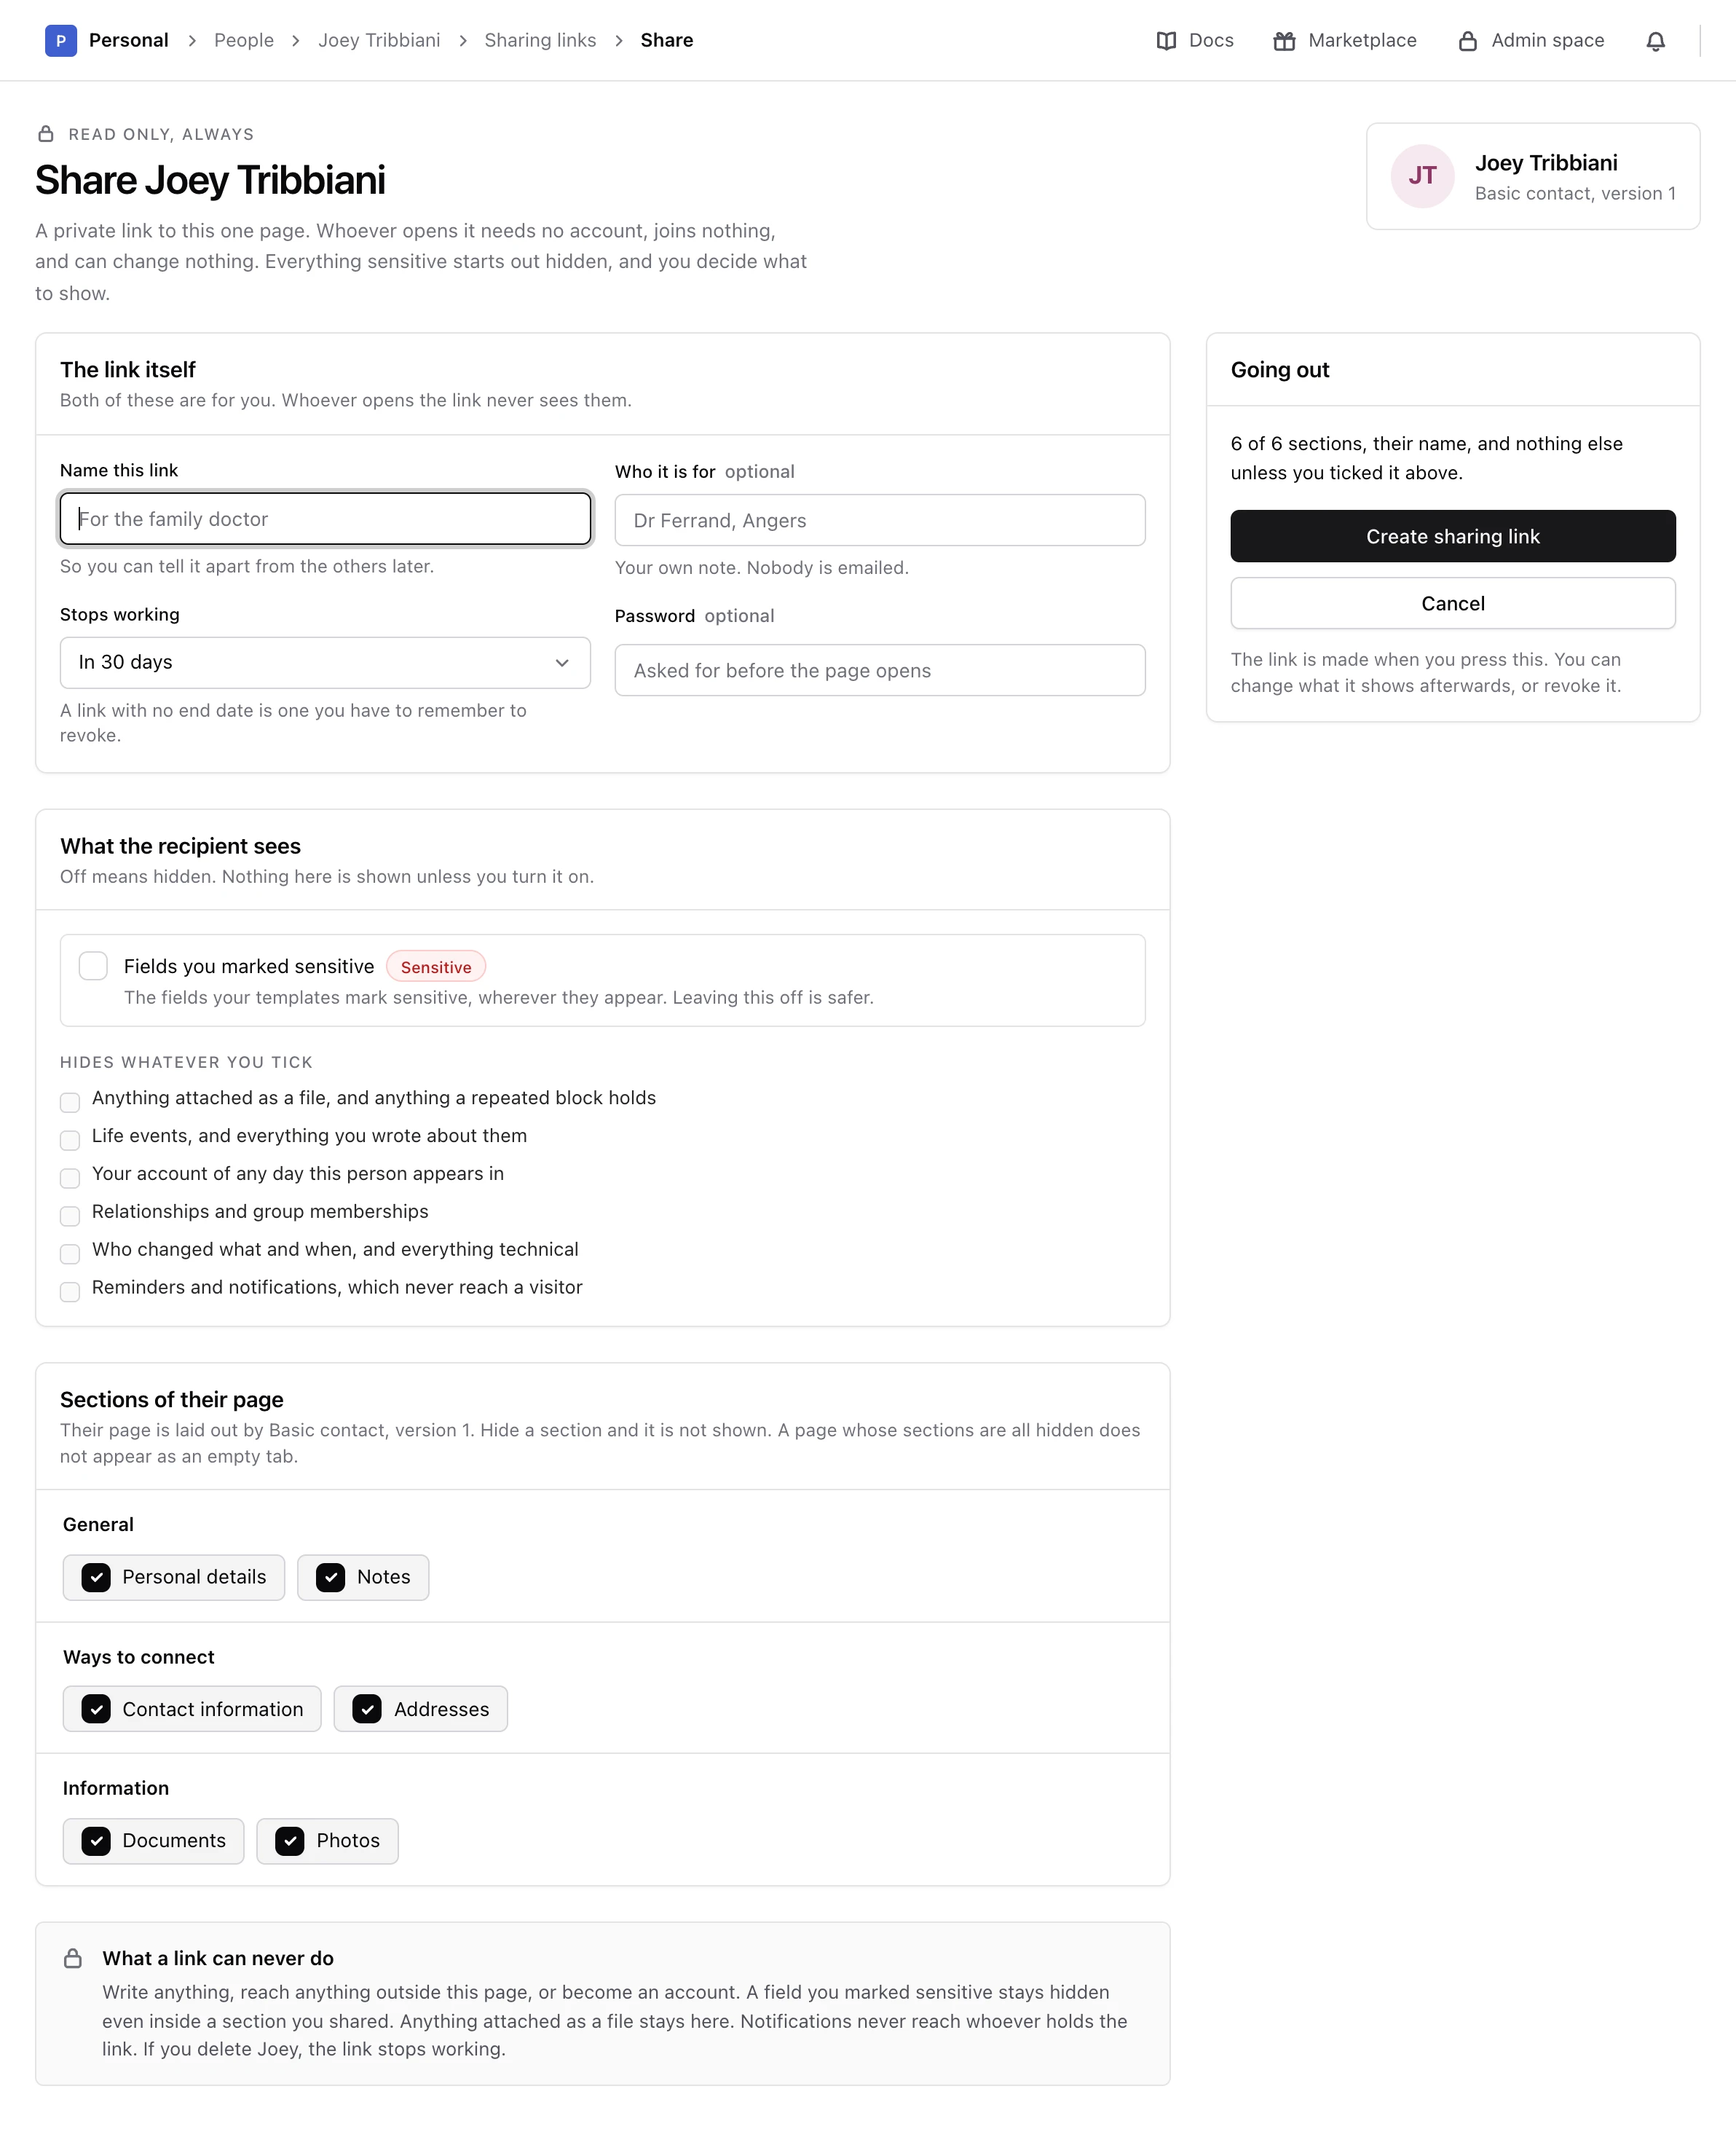 P Personal > People > Joey Tribbiani > Sharing links > Share
Docs Marketplace Admin space
READ ONLY, ALWAYS
Share Joey Tribbiani
A private link to this one page. Whoever opens it needs no account, joins nothing,
and can change nothing. Everything sensitive starts out hidden, and you decide what
to show.
JT
Joey Tribbiani
Basic contact, version 1
The link itself
Both of these are for you. Whoever opens the link never sees them.
Name this link
For the family doctor
So you can tell it apart from the others later.
Who it is for optional
Dr Ferrand, Angers
Your own note. Nobody is emailed.
Stops working
In 30 days
A link with no end date is one you have to remember to
revoke.
Password optional
Asked for before the page opens
Going out
6 of 6 sections, their name, and nothing else
unless you ticked it above.
Create sharing link
Cancel
The link is made when you press this. You can
change what it shows afterwards, or revoke it.
What the recipient sees
Off means hidden. Nothing here is shown unless you turn it on.
Fields you marked sensitive Sensitive
The fields your templates mark sensitive, wherever they appear. Leaving this off is safer.
HIDES WHATEVER YOU TICK
Anything attached as a file, and anything a repeated block holds
Life events, and everything you wrote about them
Your account of any day this person appears in
Relationships and group memberships
Who changed what and when, and everything technical
Reminders and notifications, which never reach a visitor
Sections of their page
Their page is laid out by Basic contact, version 1. Hide a section and it is not shown. A page whose sections are all hidden does
not appear as an empty tab.
General
Personal details Notes
Ways to connect
Contact information Addresses
Information
Documents Photos
What a link can never do
Write anything, reach anything outside this page, or become an account. A field you marked sensitive stays hidden
even inside a section you shared. Anything attached as a file stays here. Notifications never reach whoever holds the
link. If you delete Joey, the link stops working.